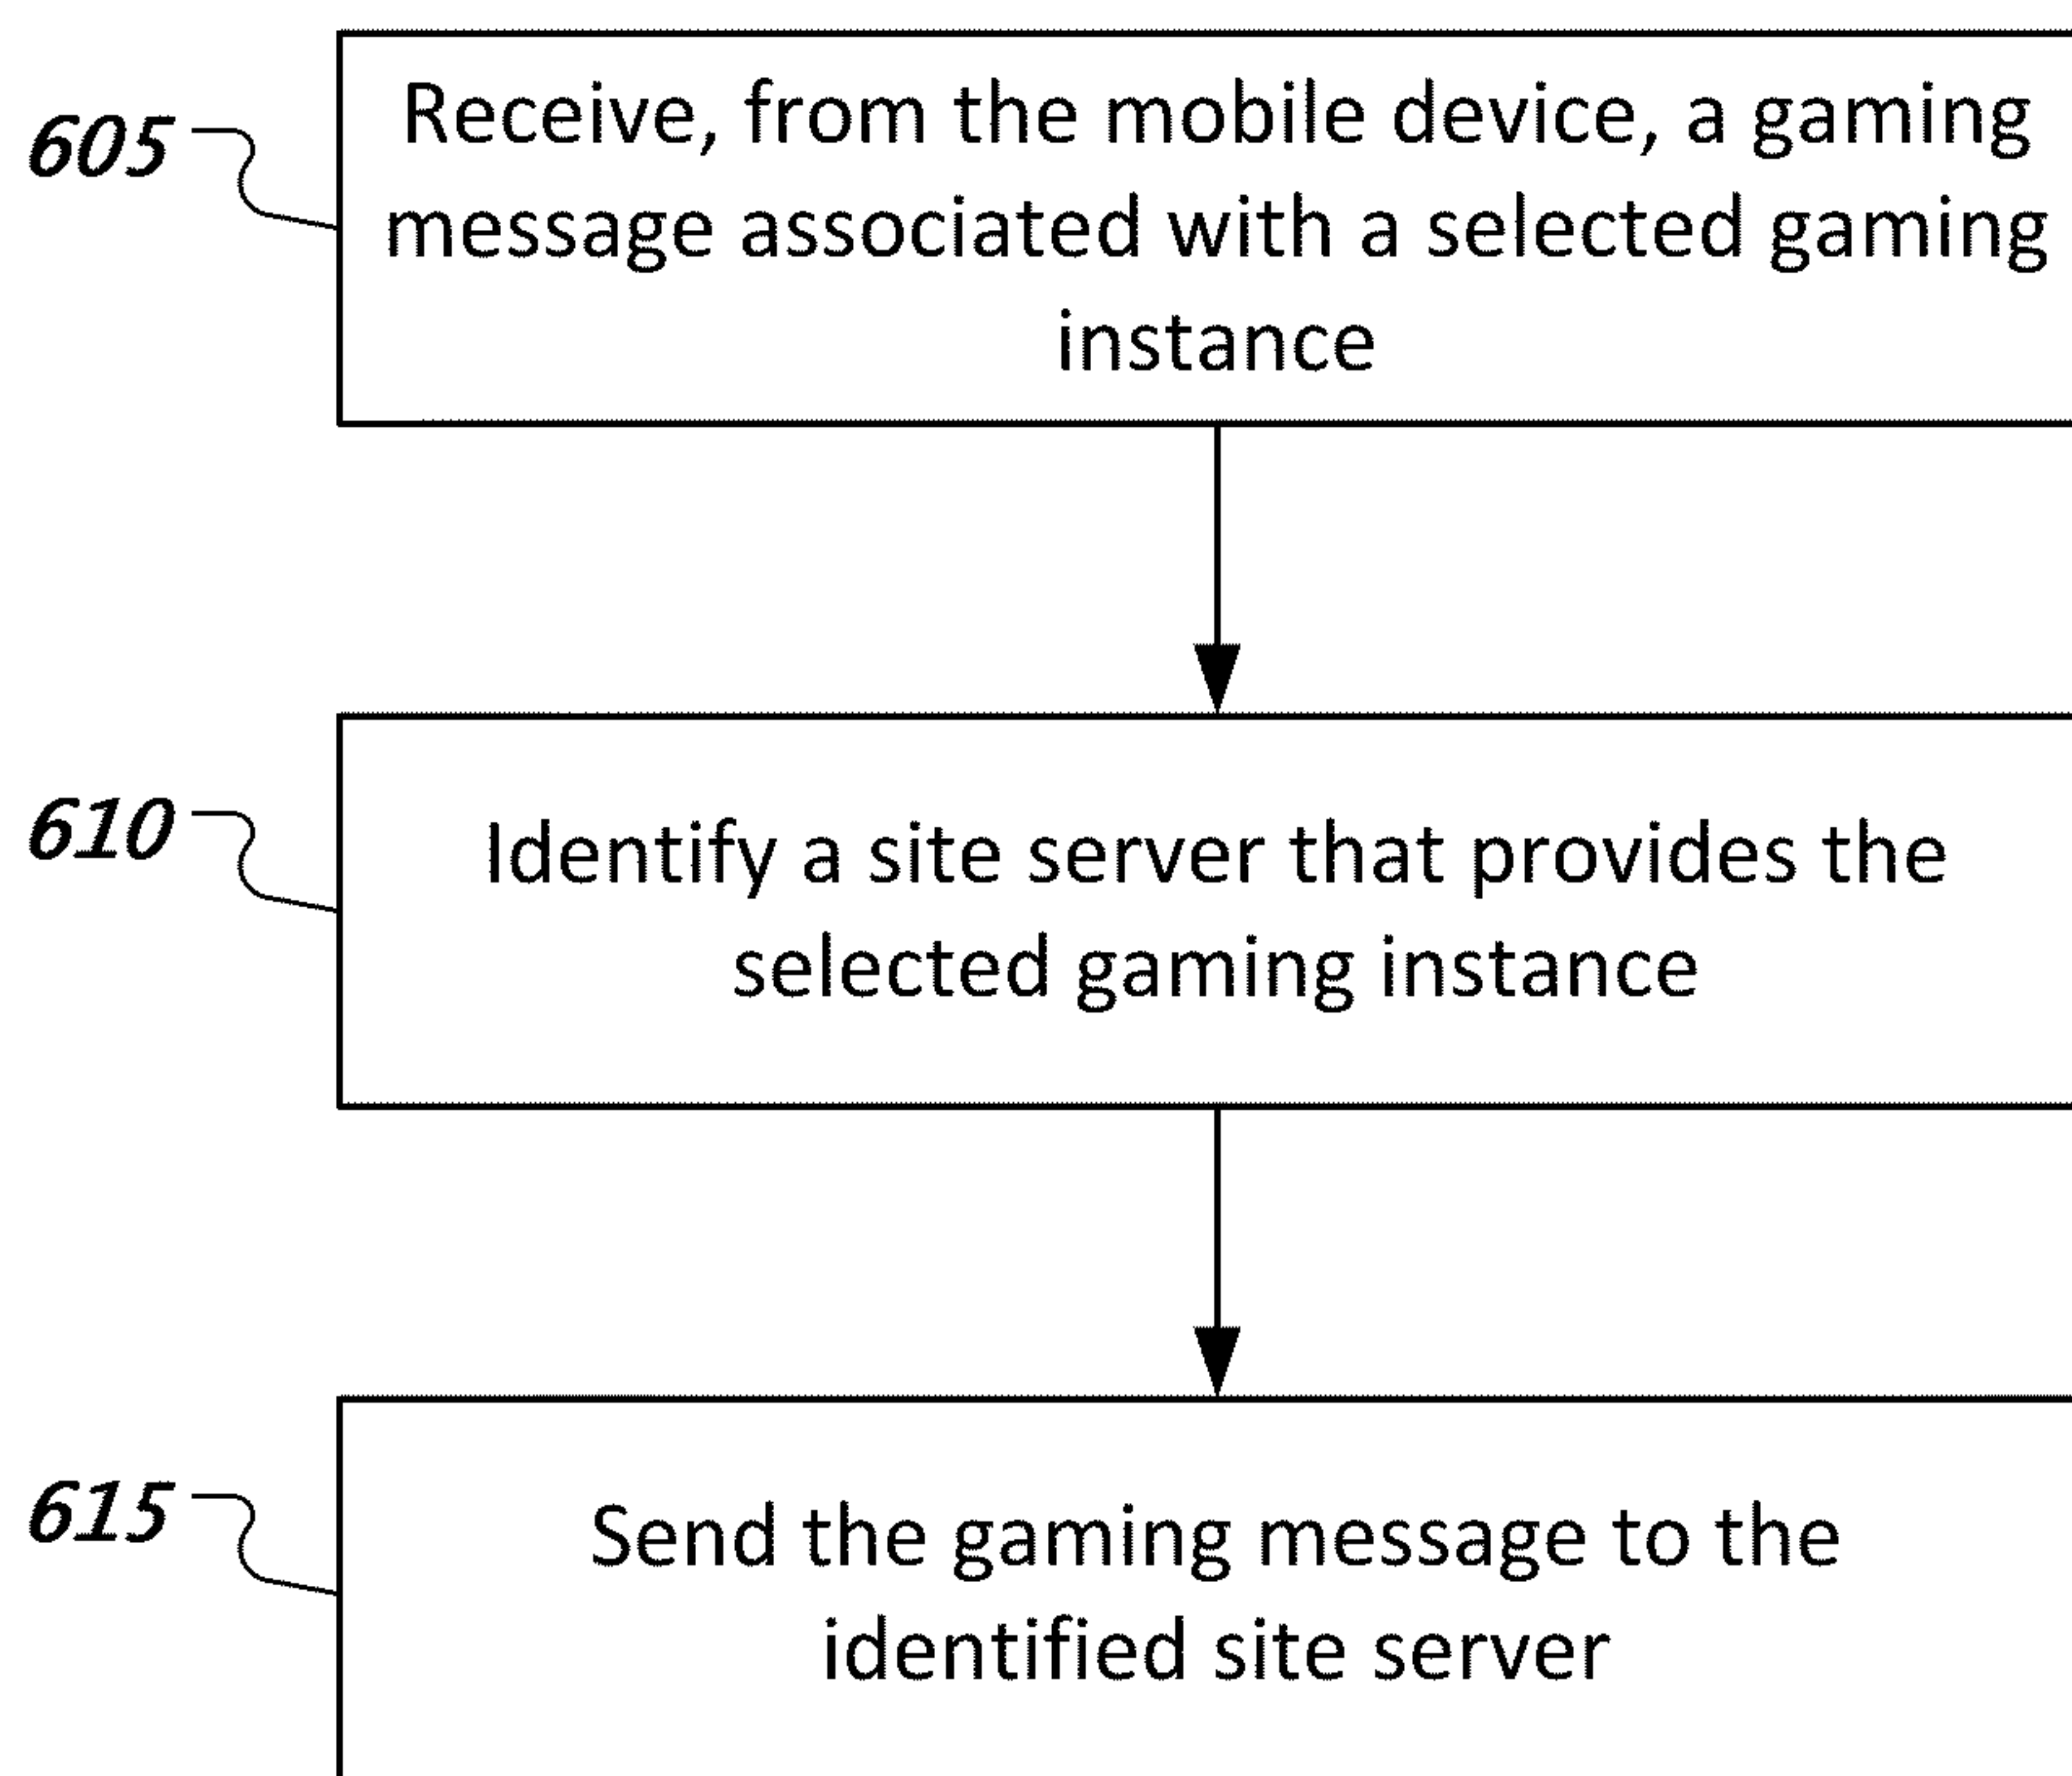 605
Receive, from the mobile device, a gaming
message associated with a selected gaming
instance
610
Identify a site server that provides the
selected gaming instance
615
Send the gaming message to the
identified site server